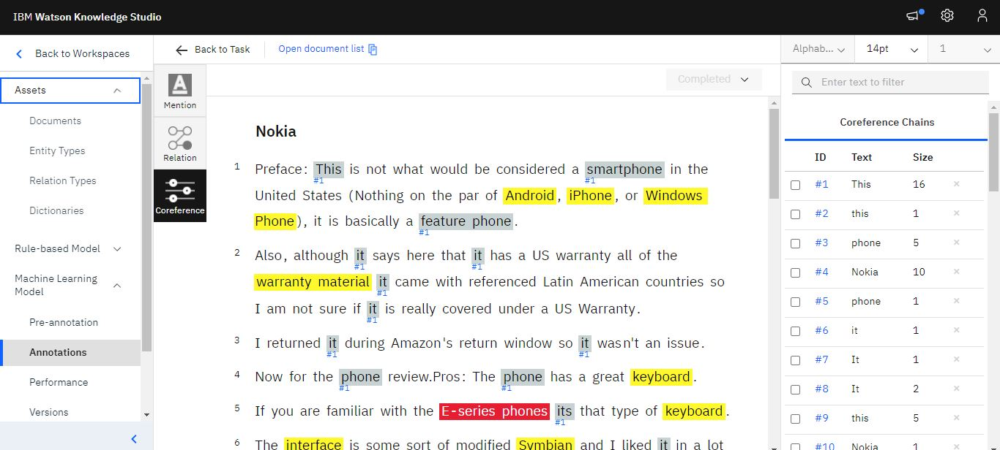 IBM Watson Knowledge Studio
Back to Workspaces
Back to Task
Open document list
Alphab...
14pt
1
Assets
Documents
Entity Types
Relation Types
Dictionaries
Rule-based Model
Machine Learning
Model
Pre-annotation
Annotations
Performance
Versions
Mention
Relation
Coreference
Completed
Nokia
1 Preface: This is not what would be considered a smartphone in the
#1 #1
United States (Nothing on the par of Android, iPhone, or Windows
Phone), it is basically a feature phone.
#1
2 Also, although it says here that it has a US warranty all of the
#1 #1
warranty material it came with referenced Latin American countries so
#1
I am not sure if it is really covered under a US Warranty.
#1
3 I returned it during Amazon's return window so it wasn't an issue.
#1 #1
4 Now for the phone review.Pros: The phone has a great keyboard.
#1 #1
5 If you are familiar with the E-series phones its that type of keyboard.
#1
6 The interface is some sort of modified Symbian and I liked it in a lot
Enter text to filter
Coreference Chains
ID Text Size
#1 This 16 ×
#2 this 1 ×
#3 phone 5 ×
#4 Nokia 10 ×
#5 phone 1 ×
#6 it 1 ×
#7 It 1 ×
#8 It 2 ×
#9 this 5 ×
#10 Nokia 1 ×